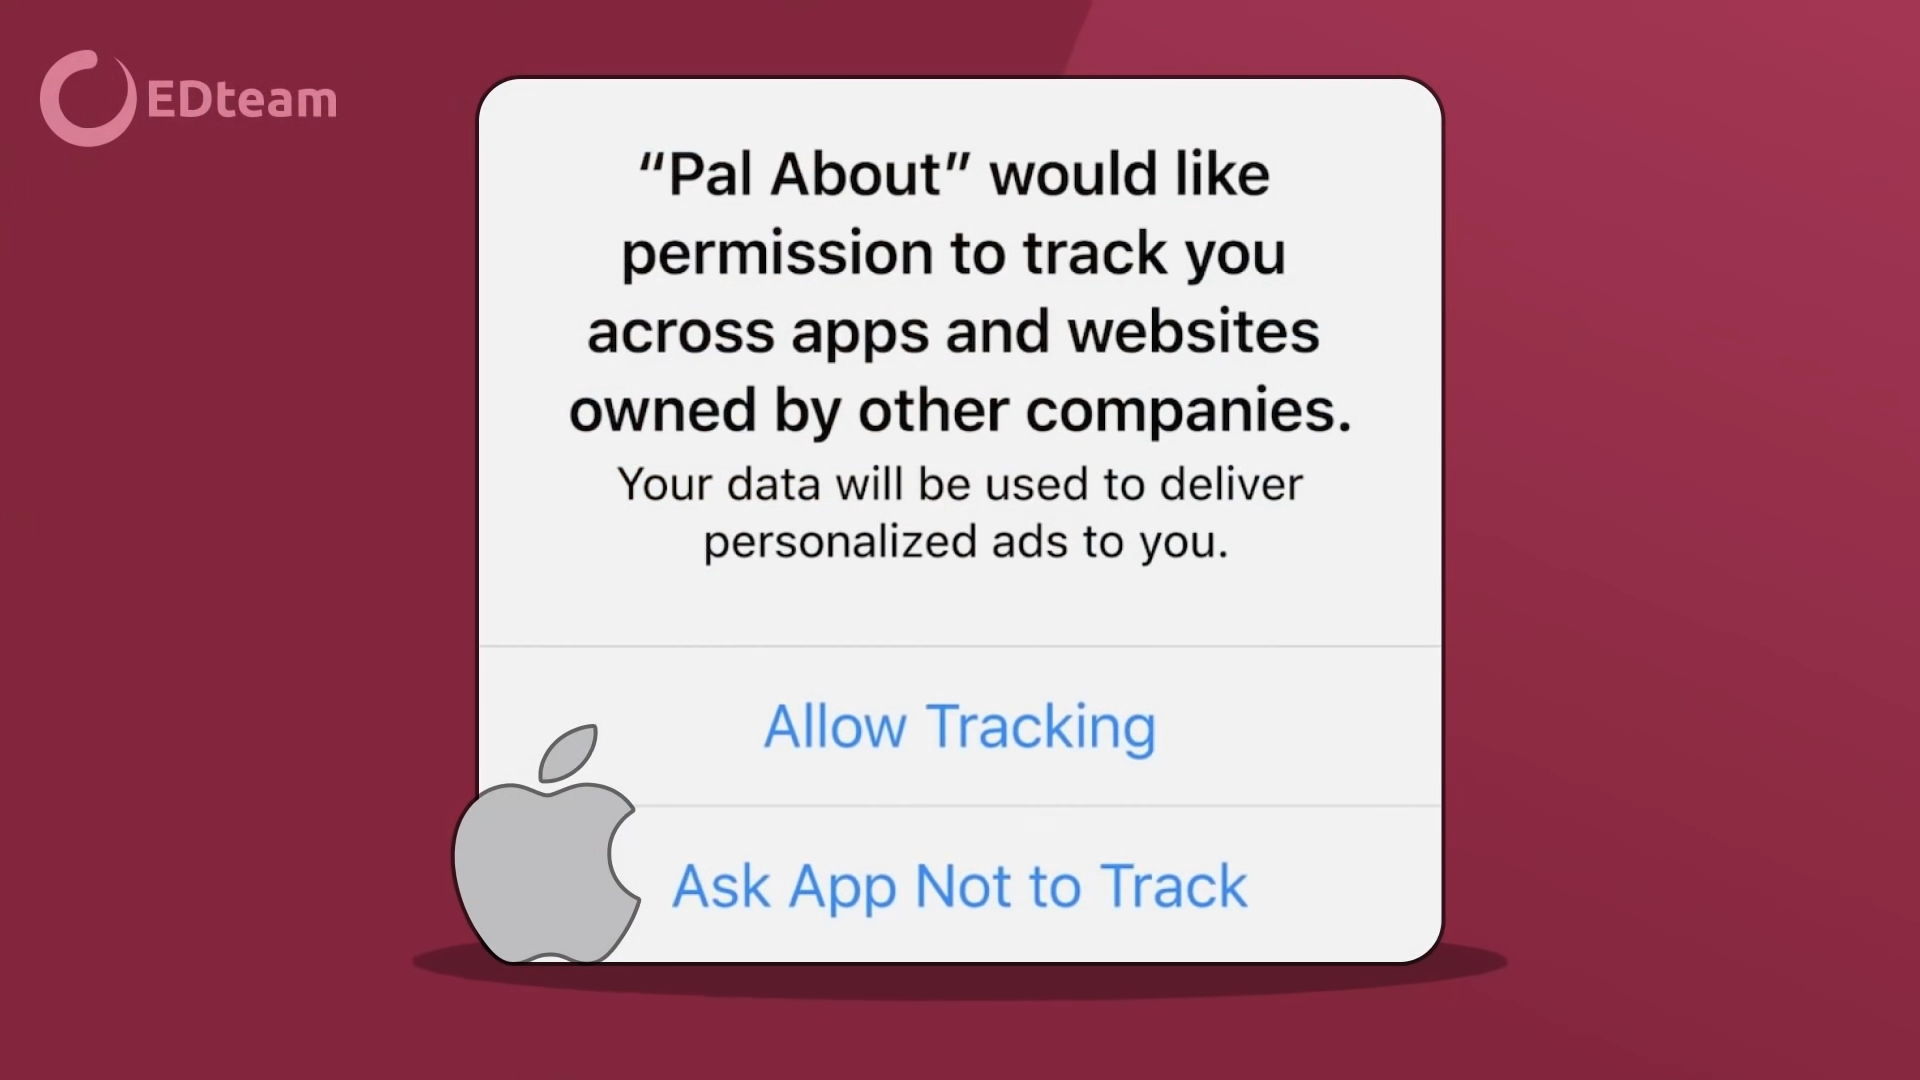 EDteam
“Pal About” would like
permission to track you
across apps and websites
owned by other companies.
Your data will be used to deliver
personalized ads to you.
Allow Tracking
Ask App Not to Track